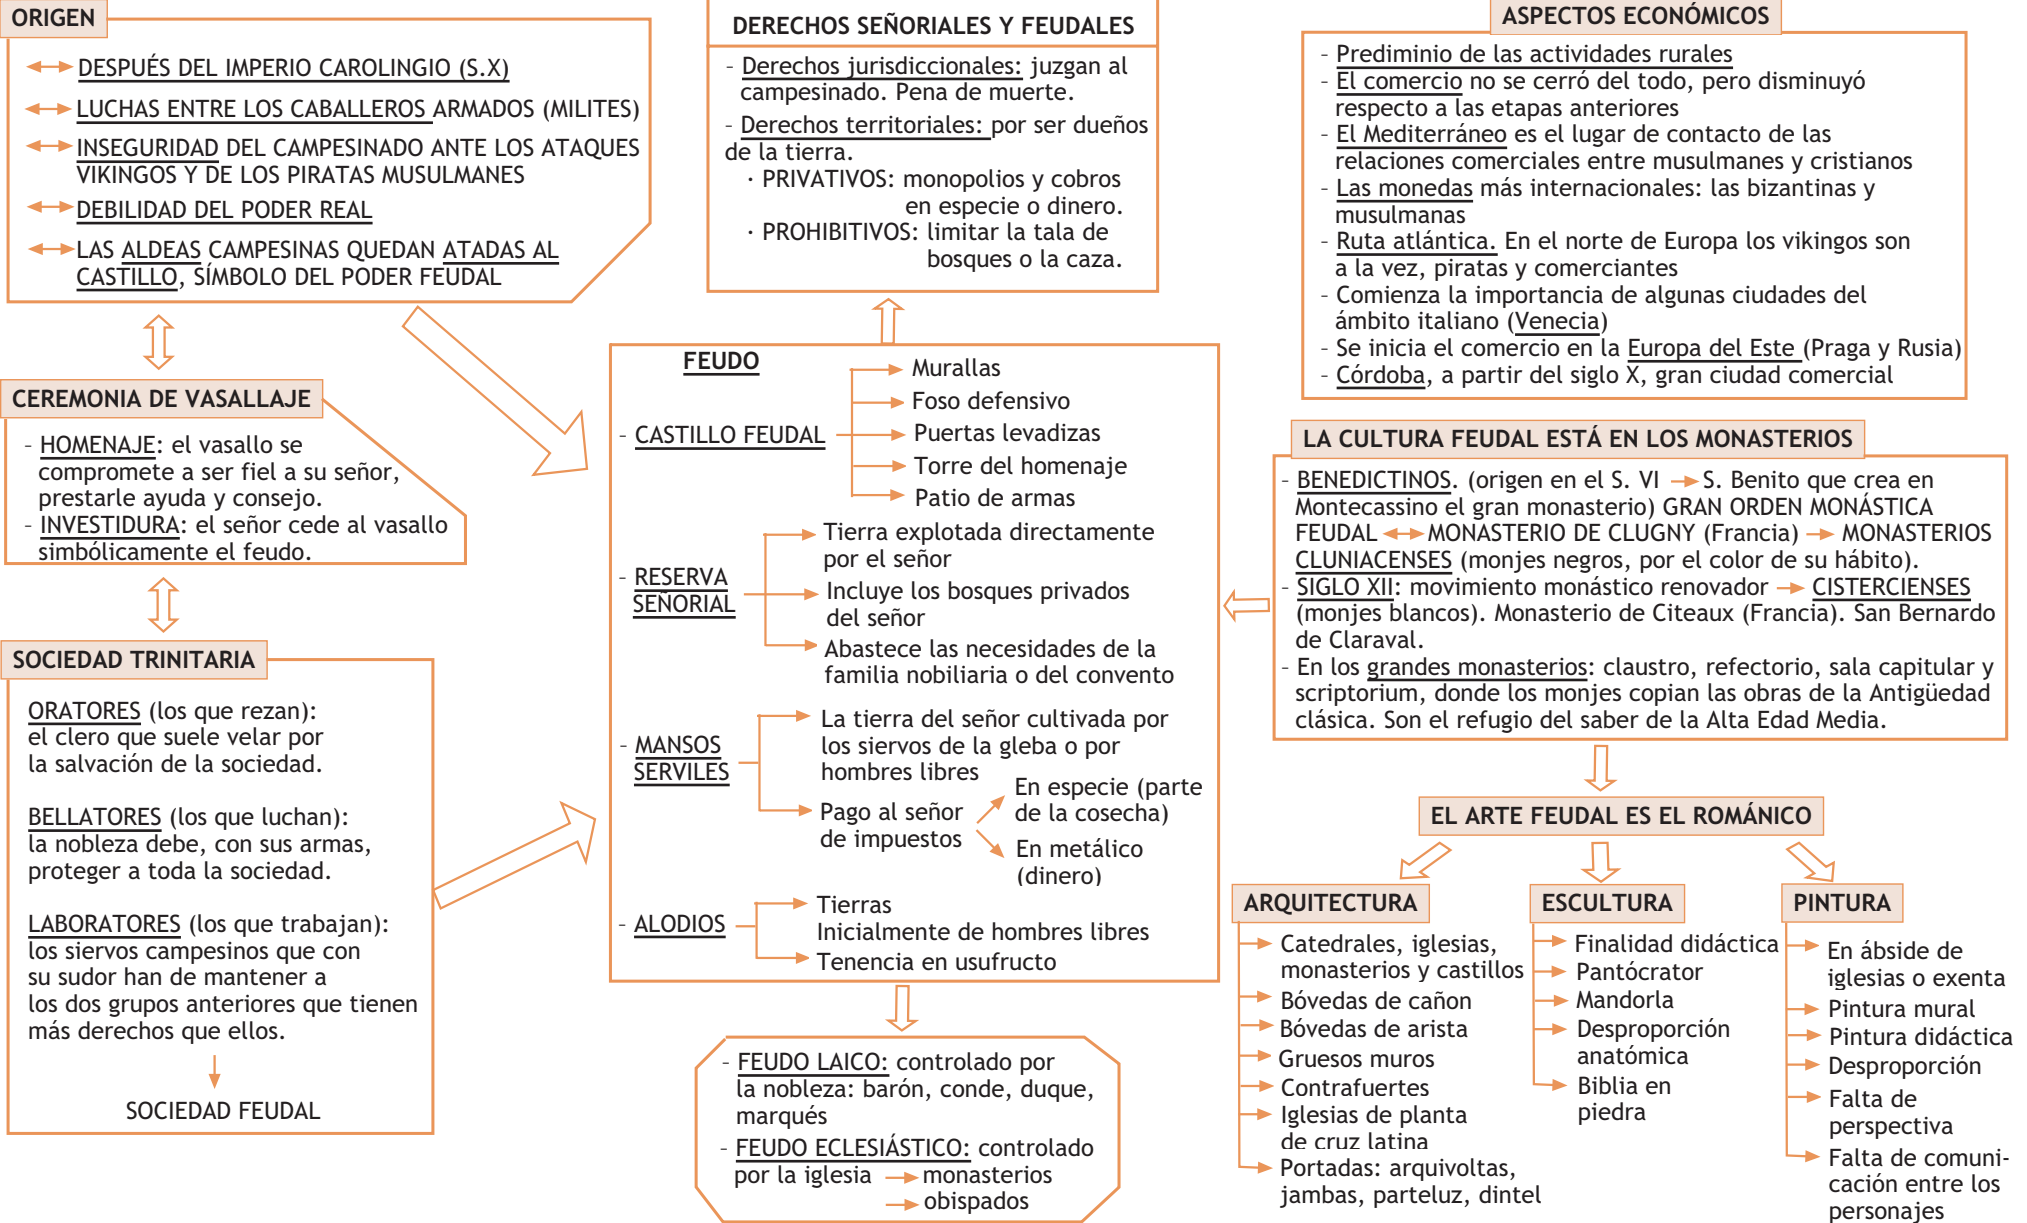 ORIGEN
DESPUÉS DEL IMPERIO CAROLINGIO (S.X)
LUCHAS ENTRE LOS CABALLEROS ARMADOS (MILITES)
INSEGURIDAD DEL CAMPESINADO ANTE LOS ATAQUES
VIKINGOS Y DE LOS PIRATAS MUSULMANES
DEBILIDAD DEL PODER REAL
LAS ALDEAS CAMPESINAS QUEDAN ATADAS AL
CASTILLO, SÍMBOLO DEL PODER FEUDAL
CEREMONIA DE VASALLAJE
- HOMENAJE: el vasallo se
compromete a ser fiel a su señor,
prestarle ayuda y consejo.
- INVESTIDURA: el señor cede al vasallo
simbólicamente el feudo.
SOCIEDAD TRINITARIA
ORATORES (los que rezan):
el clero que suele velar por
la salvación de la sociedad.
BELLATORES (los que luchan):
la nobleza debe, con sus armas,
proteger a toda la sociedad.
LABORATORES (los que trabajan):
los siervos campesinos que con
su sudor han de mantener a
los dos grupos anteriores que tienen
más derechos que ellos.
SOCIEDAD FEUDAL
DERECHOS SEÑORIALES Y FEUDALES
- Derechos jurisdiccionales: juzgan al
campesinado. Pena de muerte.
- Derechos territoriales: por ser dueños
de la tierra.
· PRIVATIVOS: monopolios y cobros
en especie o dinero.
· PROHIBITIVOS: limitar la tala de
bosques o la caza.
FEUDO
- CASTILLO FEUDAL
Murallas
Foso defensivo
Puertas levadizas
Torre del homenaje
Patio de armas
- RESERVA
SEÑORIAL
Tierra explotada directamente
por el señor
Incluye los bosques privados
del señor
Abastece las necesidades de la
familia nobiliaria o del convento
- MANSOS
SERVILES
La tierra del señor cultivada por
los siervos de la gleba o por
hombres libres
Pago al señor
de impuestos
En especie (parte
de la cosecha)
En metálico
(dinero)
- ALODIOS
Tierras
Inicialmente de hombres libres
Tenencia en usufructo
- FEUDO LAICO: controlado por
la nobleza: barón, conde, duque,
marqués
- FEUDO ECLESIÁSTICO: controlado
por la iglesia
monasterios
obispados
ASPECTOS ECONÓMICOS
- Prediminio de las actividades rurales
- El comercio no se cerró del todo, pero disminuyó
respecto a las etapas anteriores
- El Mediterráneo es el lugar de contacto de las
relaciones comerciales entre musulmanes y cristianos
- Las monedas más internacionales: las bizantinas y
musulmanas
- Ruta atlántica. En el norte de Europa los vikingos son
a la vez, piratas y comerciantes
- Comienza la importancia de algunas ciudades del
ámbito italiano (Venecia)
- Se inicia el comercio en la Europa del Este (Praga y Rusia)
- Córdoba, a partir del siglo X, gran ciudad comercial
LA CULTURA FEUDAL ESTÁ EN LOS MONASTERIOS
- BENEDICTINOS. (origen en el S. VI → S. Benito que crea en
Montecassino el gran monasterio) GRAN ORDEN MONÁSTICA
FEUDAL ↔ MONASTERIO DE CLUGNY (Francia) → MONASTERIOS
CLUNIACENSES (monjes negros, por el color de su hábito).
- SIGLO XII: movimiento monástico renovador → CISTERCIENSES
(monjes blancos). Monasterio de Citeaux (Francia). San Bernardo
de Claraval.
- En los grandes monasterios: claustro, refectorio, sala capitular y
scriptorium, donde los monjes copian las obras de la Antigüedad
clásica. Son el refugio del saber de la Alta Edad Media.
EL ARTE FEUDAL ES EL ROMÁNICO
ARQUITECTURA
Catedrales, iglesias,
monasterios y castillos
Bóvedas de cañon
Bóvedas de arista
Gruesos muros
Contrafuertes
Iglesias de planta
de cruz latina
Portadas: arquivoltas,
jambas, parteluz, dintel
ESCULTURA
Finalidad didáctica
Pantócrator
Mandorla
Desproporción
anatómica
Biblia en
piedra
PINTURA
En ábside de
iglesias o exenta
Pintura mural
Pintura didáctica
Desproporción
Falta de
perspectiva
Falta de comuni-
cación entre los
personajes